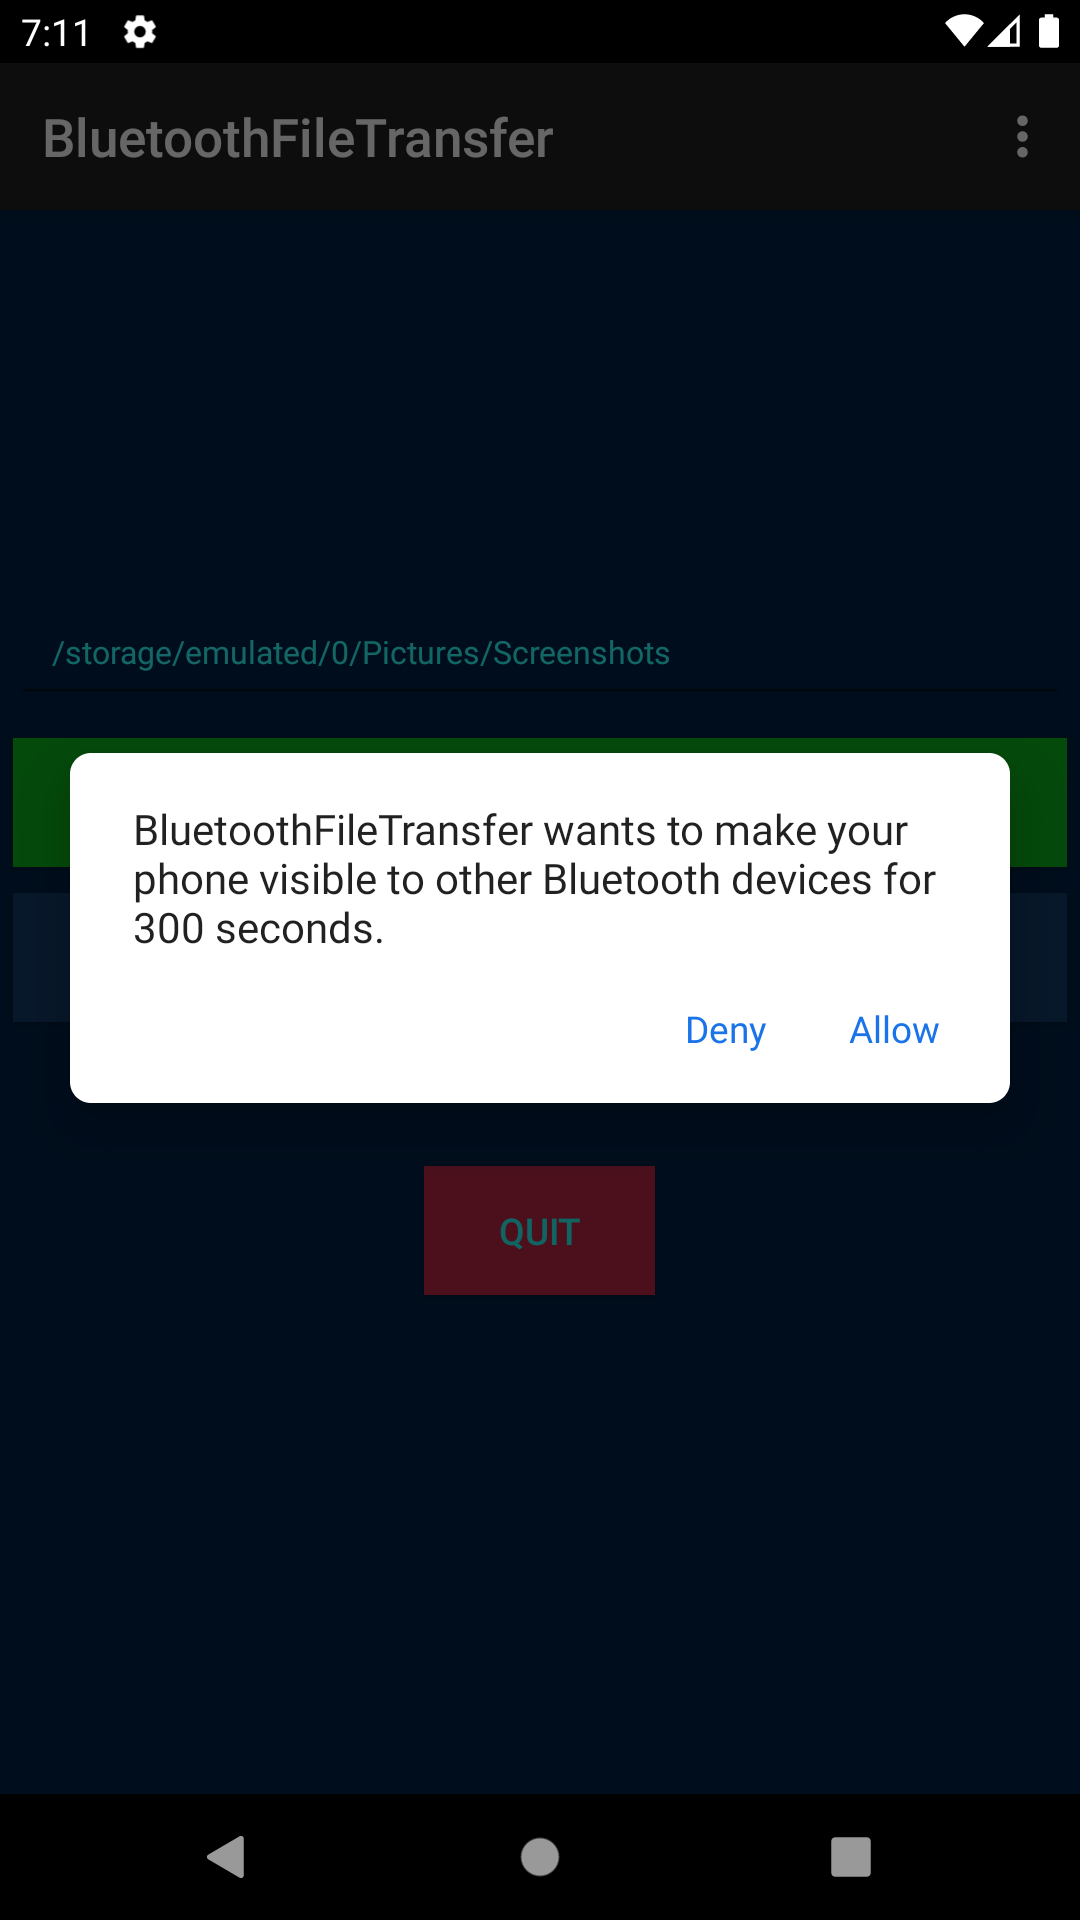 7:11
BluetoothFileTransfer
/storage/emulated/0/Pictures/Screenshots
BluetoothFileTransfer wants to make your
phone visible to other Bluetooth devices for
300 seconds.
Deny Allow
QUIT